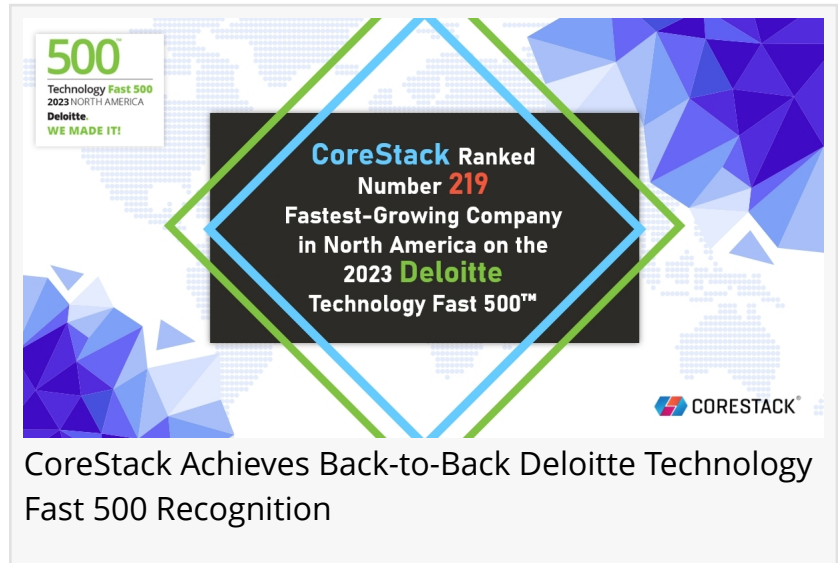 500™
Technology Fast 500
2023 NORTH AMERICA
Deloitte.
WE MADE IT!
CoreStack Ranked
Number 219
Fastest-Growing Company
in North America on the
2023 Deloitte
Technology Fast 500™
CORESTACK®
CoreStack Achieves Back-to-Back Deloitte Technology
Fast 500 Recognition